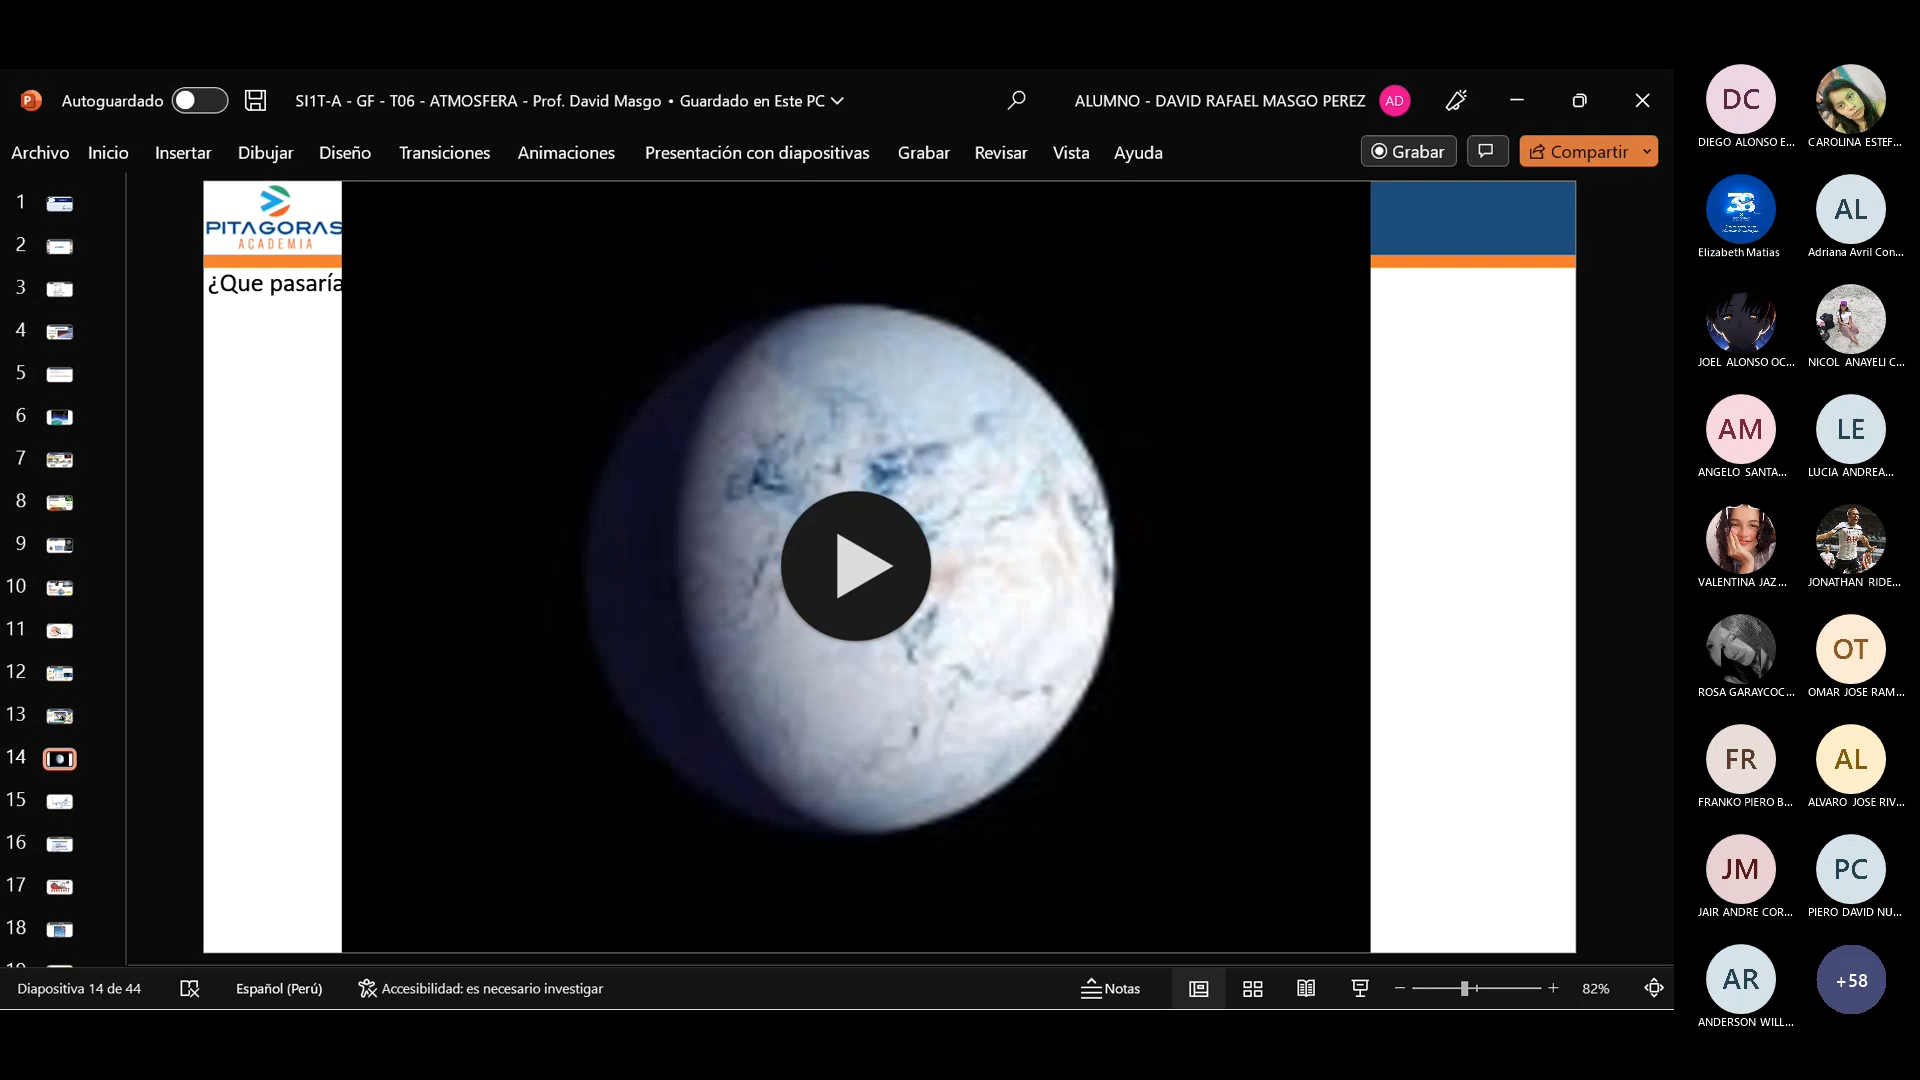 Autoguardado
SI1T-A - GF - T06 - ATMOSFERA - Prof. David Masgo • Guardado en Este PC
ALUMNO - DAVID RAFAEL MASGO PEREZ
AD
Archivo Inicio Insertar Dibujar Diseño Transiciones Animaciones Presentación con diapositivas Grabar Revisar Vista Ayuda
Grabar
Compartir
1
2
3
4
5
6
7
8
9
10
11
12
13
14
15
16
17
18
PITAGORAS
ACADEMIA
¿Que pasaría
Diapositiva 14 de 44
Español (Perú)
Accesibilidad: es necesario investigar
Notas
82%
DC
DIEGO ALONSO E...
CAROLINA ESTEF...
38
Elizabeth Matias
AL
Adriana Avril Con...
JOEL ALONSO OC...
NICOL ANAYELI C...
AM
ANGELO SANTA...
LE
LUCIA ANDREA...
VALENTINA JAZ...
JONATHAN RIDE...
ROSA GARAYCOC...
OT
OMAR JOSE RAM...
FR
FRANKO PIERO B...
AL
ALVARO JOSE RIV...
JM
JAIR ANDRE COR...
PC
PIERO DAVID NU...
AR
ANDERSON WILL...
+58